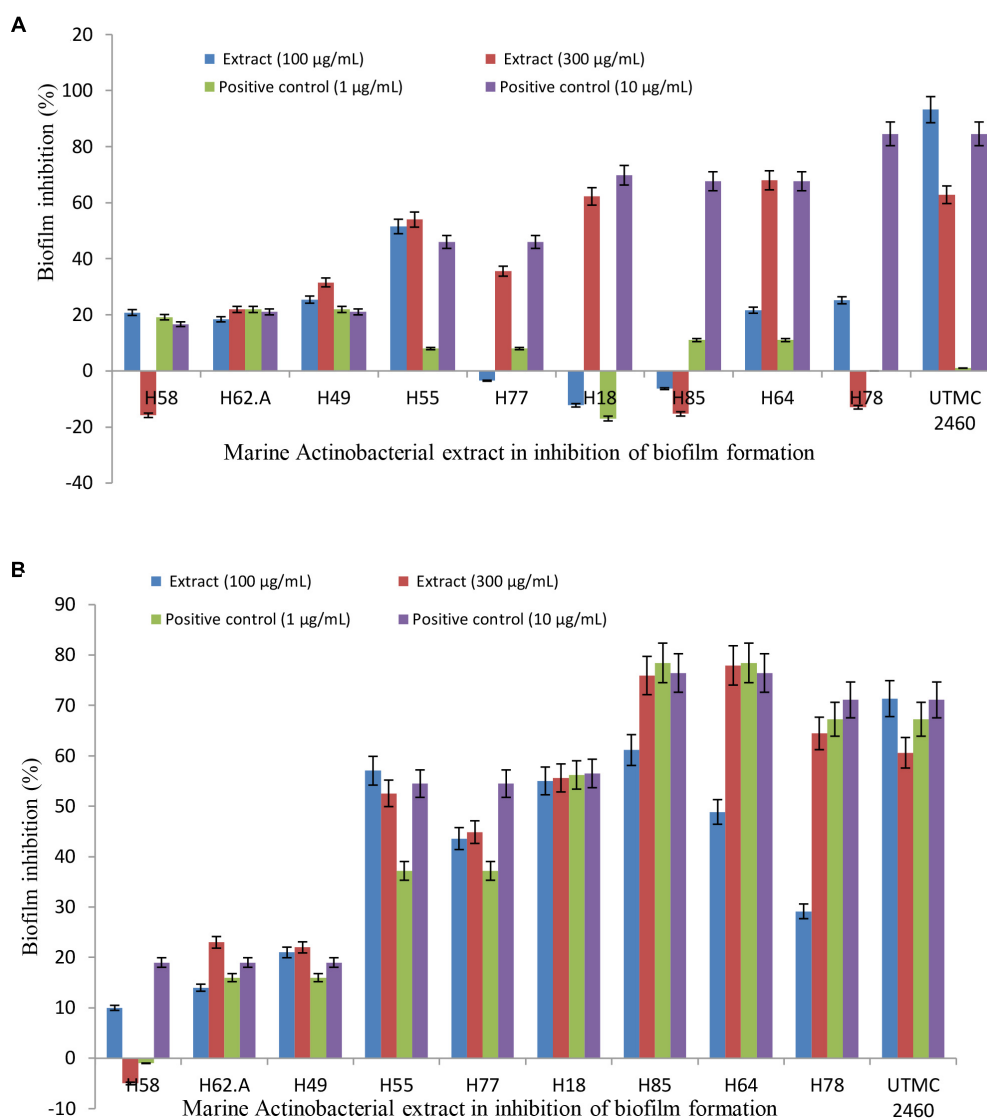 A
Extract (100 µg/mL) Extract (300 µg/mL)
Positive control (1 µg/mL) Positive control (10 µg/mL)
Biofilm inhibition (%)
20
100
80
60
40
20
0
-20
-40
H58 H62.A H49 H55 H77 H18 H85 H64 H78 UTMC
2460
Marine Actinobacterial extract in inhibition of biofilm formation
B
Extract (100 µg/mL) Extract (300 µg/mL)
Positive control (1 µg/mL) Positive control (10 µg/mL)
Biofilm inhibition (%)
90
80
70
60
50
40
30
20
10
0
-10
H58 H62.A H49 H55 H77 H18 H85 H64 H78 UTMC
2460
Marine Actinobacterial extract in inhibition of biofilm formation